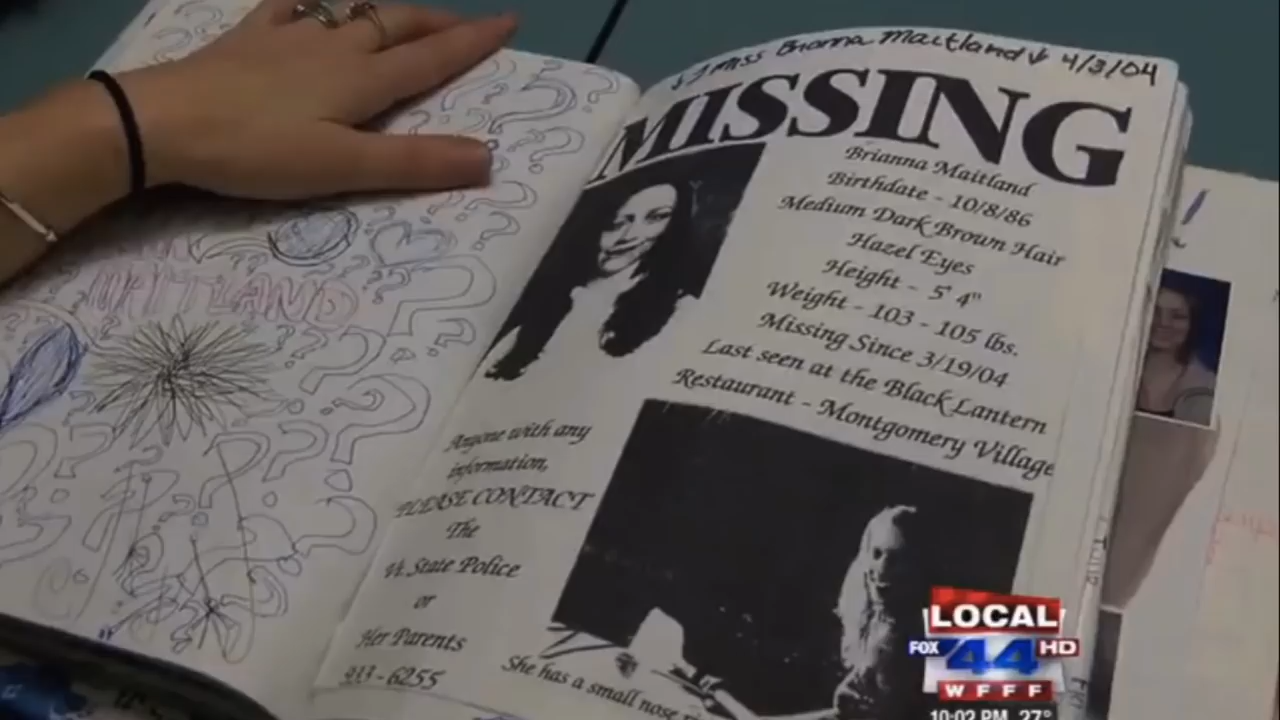 MAITLAND
I Miss Brianna Maitland 4/3/04
MISSING
Brianna Maitland
Birthdate - 10/8/86
Medium Dark Brown Hair
Hazel Eyes
Height - 5' 4"
Weight - 103 - 105 lbs.
Missing Since 3/19/04
Last seen at the Black Lantern
Restaurant - Montgomery Village
Anyone with any
information,
PLEASE CONTACT
The
Vt. State Police
or
Her Parents
933-6255
She has a small nose
LOCAL
FOX 44 HD
WFFF
10:02 PM 27°